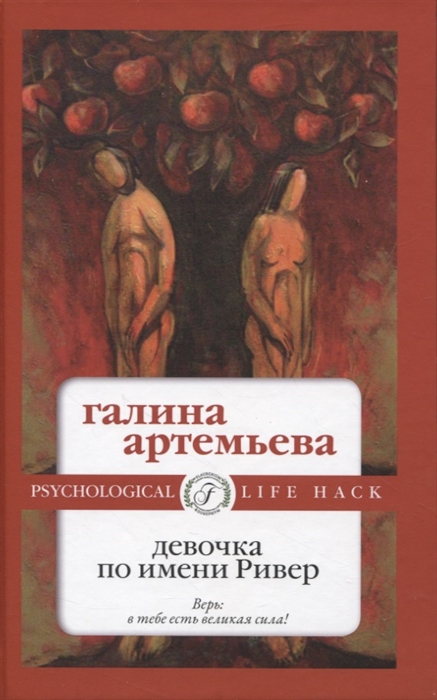 галина
артемьева
PSYCHOLOGICAL LIFE HACK
девочка
по имени Ривер
Верь:
в тебе есть великая сила!